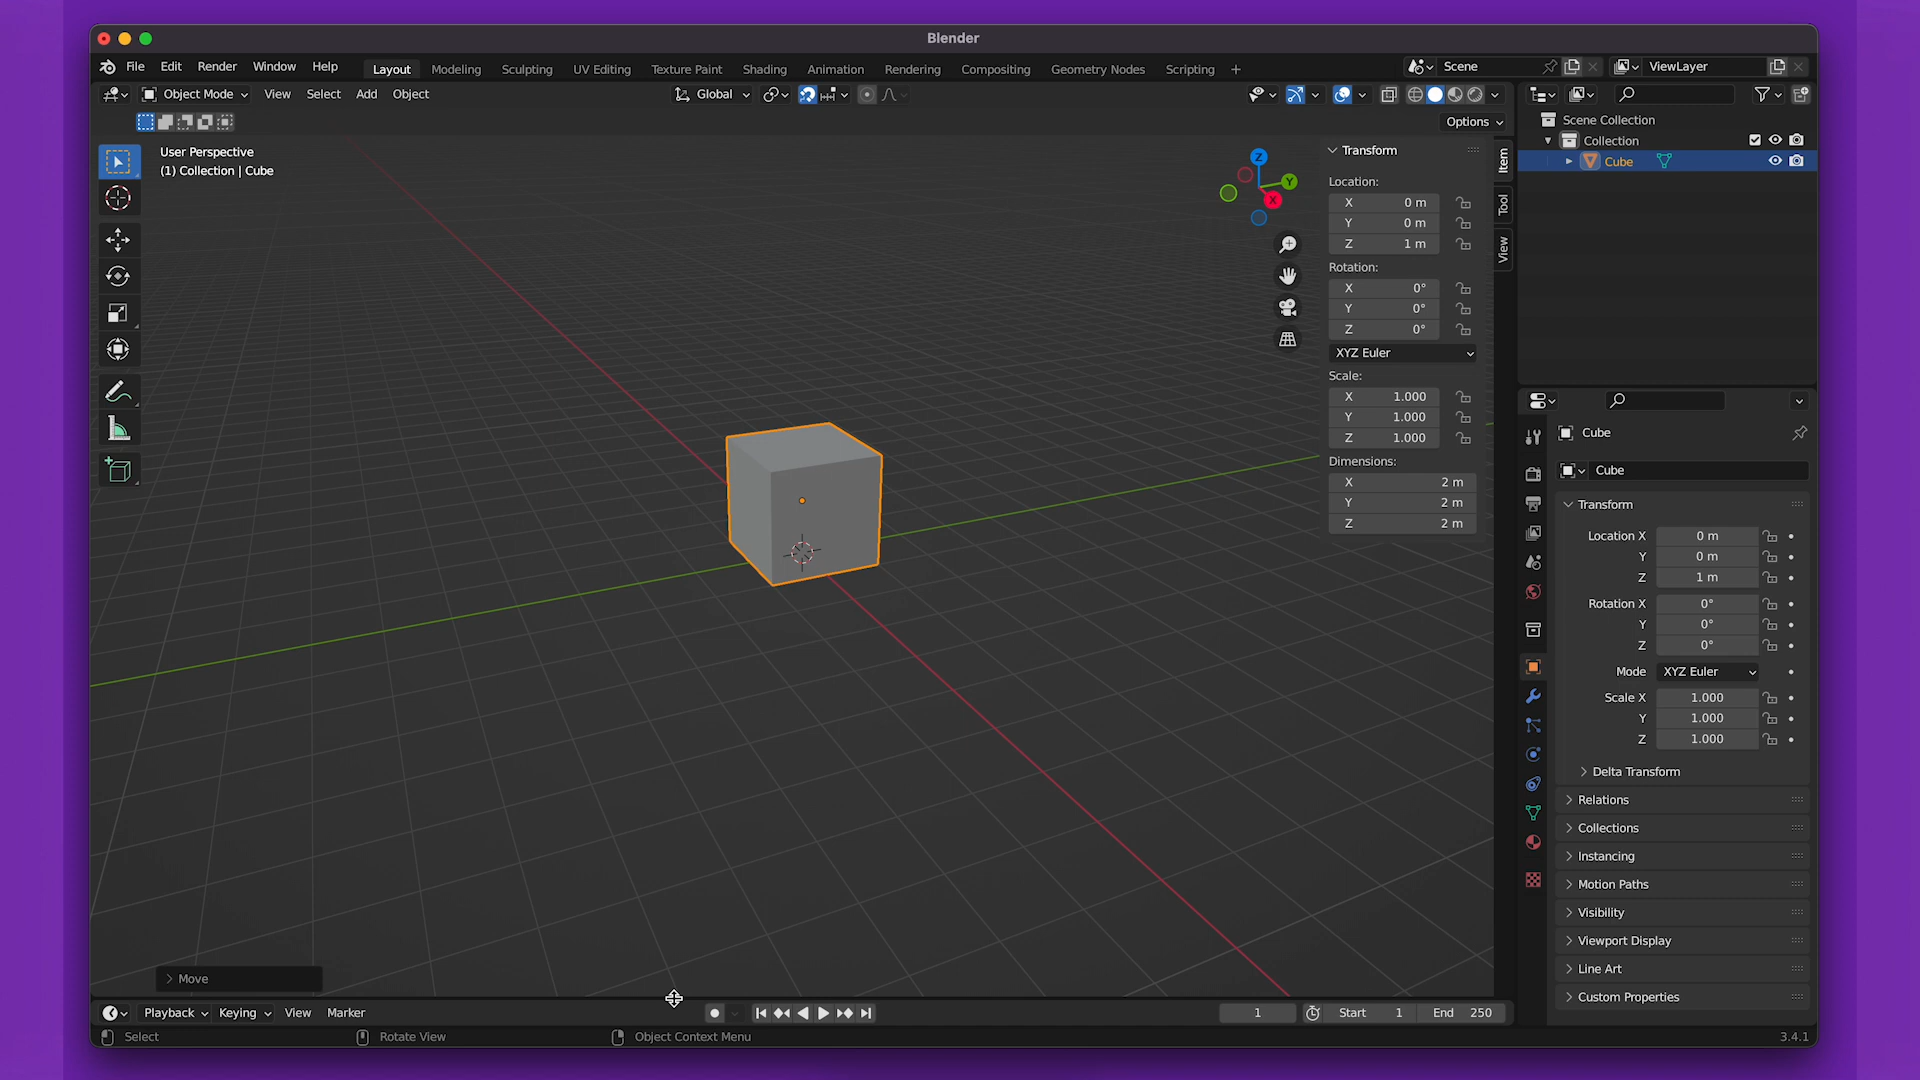 Blender
File Edit Render Window Help Layout Modeling Sculpting UV Editing Texture Paint Shading Animation Rendering Compositing Geometry Nodes Scripting + Scene ViewLayer
Object Mode View Select Add Object Global
Options
User Perspective
(1) Collection | Cube
Z
Y
X
Transform
Location:
X 0 m
Y 0 m
Z 1 m
Rotation:
X 0°
Y 0°
Z 0°
XYZ Euler
Scale:
X 1.000
Y 1.000
Z 1.000
Dimensions:
X 2 m
Y 2 m
Z 2 m
Item
Tool
View
Scene Collection
Collection
Cube
Cube
Cube
Transform
Location X 0 m
Y 0 m
Z 1 m
Rotation X 0°
Y 0°
Z 0°
Mode XYZ Euler
Scale X 1.000
Y 1.000
Z 1.000
Delta Transform
Relations
Collections
Instancing
Motion Paths
Visibility
Viewport Display
Line Art
Custom Properties
Move
Playback Keying View Marker 1 Start 1 End 250
Select Rotate View Object Context Menu 3.4.1